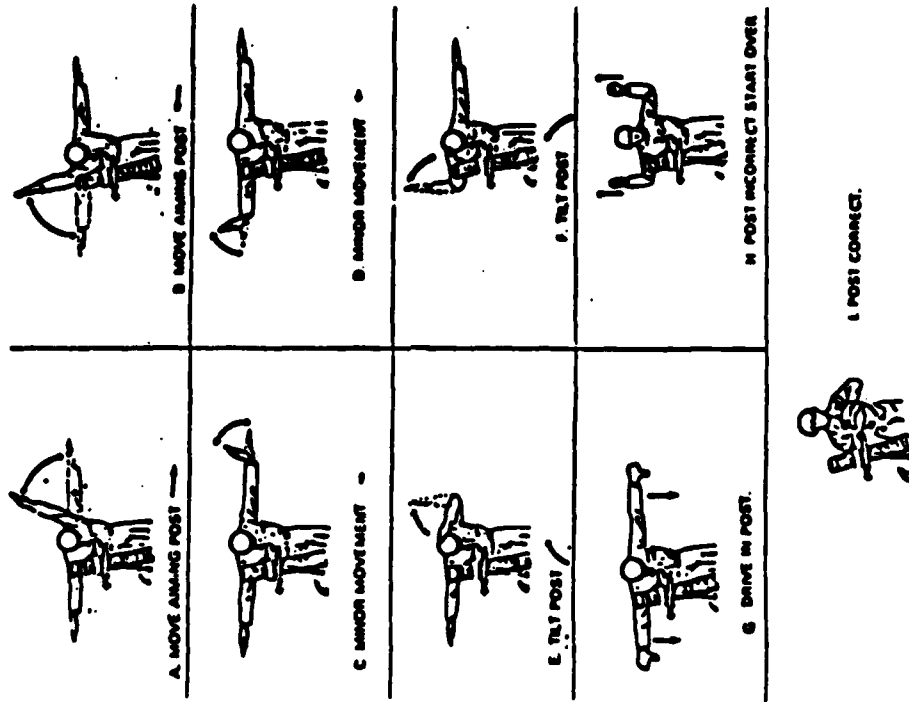 A. MOVE AIMING POST →
B MOVE AIMING POST ←
C MINOR MOVEMENT →
D. MINOR MOVEMENT ←
E. TILT POST
F. TILT POST
G DRIVE IN POST.
H POST INCORRECT START OVER
I. POST CORRECT.